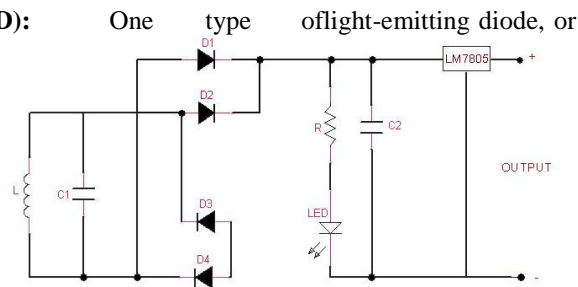 D): One type oflight-emitting diode, or
D1
LM7805
+
D2
R
C2
L
C1
OUTPUT
D3
LED
D4
-